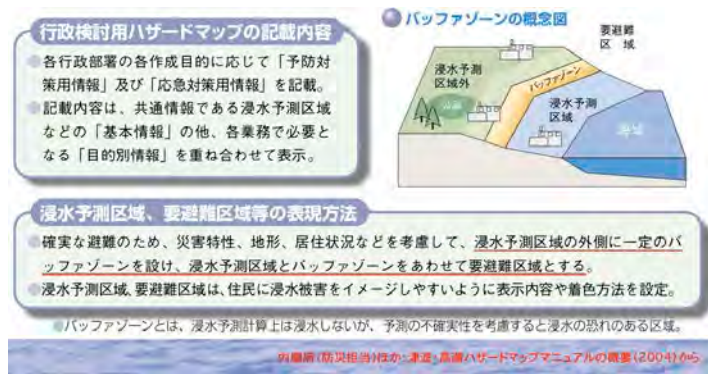 行政検討用ハザードマップの記載内容
各行政部署の各作成目的に応じて「予防対
策用情報」及び「応急対策用情報」を記載。
記載内容は、共通情報である浸水予測区域
などの「基本情報」の他、各業務で必要と
なる「目的別情報」を重ね合わせて表示。
バッファゾーンの概念図
要避難
区 域
浸水予測
区域外
バッファゾーン
浸水予測
区域
海域
浸水予測区域、要避難区域等の表現方法
確実な避難のため、災害特性、地形、居住状況などを考慮して、浸水予測区域の外側に一定のバ
ッファゾーンを設け、浸水予測区域とバッファゾーンをあわせて要避難区域とする。
浸水予測区域、要避難区域は、住民に浸水被害をイメージしやすいように表示内容や着色方法を設定。
バッファゾーンとは、浸水予測計算上は浸水しないが、予測の不確実性を考慮すると浸水の恐れのある区域。
内閣府(防災担当)ほか・津波・高潮ハザードマップマニュアルの概要(2004)から